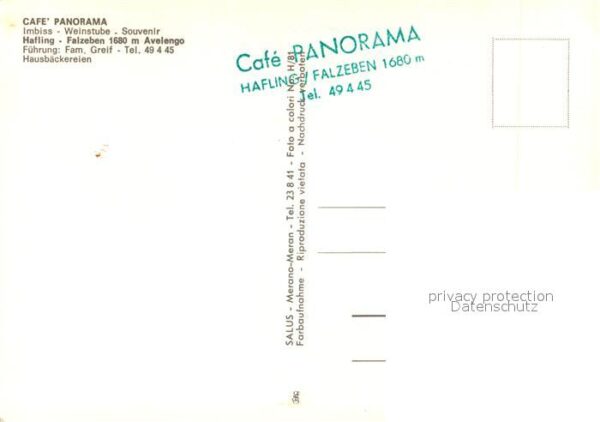 CAFE' PANORAMA
Imbiss - Weinstube - Souvenir
Hafling - Falzeben 1680 m Avelengo
Führung: Fam. Greif - Tel. 49 4 45
Hausbäckereien
Café PANORAMA
HAFLING / FALZEBEN 1680 m
Tel. 49 4 45
SALUS - Merano-Meran - Tel. 23 8 41 - Foto a colori No. H/81
Farbaufnahme - Riproduzione vietata - Nachdruck verboten
privacy protection
Datenschutz